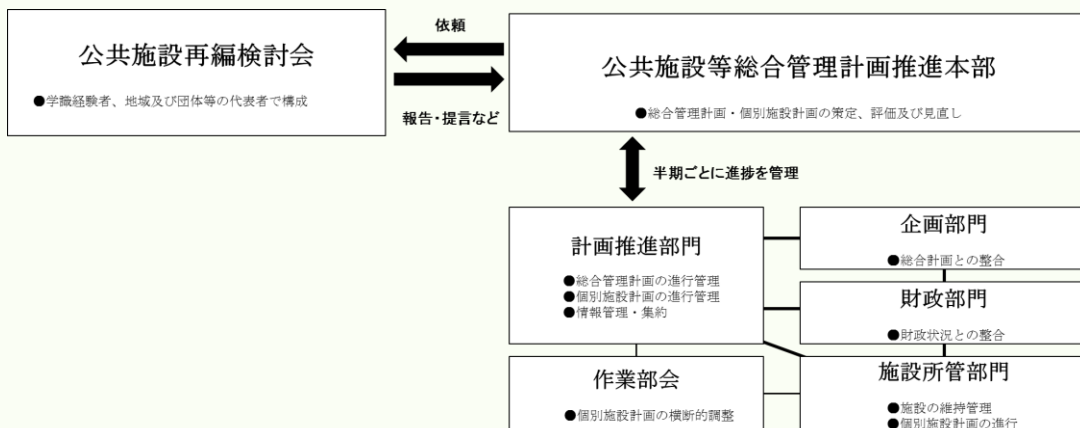 公共施設再編検討会
●学識経験者、地域及び団体等の代表者で構成
依頼
報告・提言など
公共施設等総合管理計画推進本部
●総合管理計画・個別施設計画の策定、評価及び見直し
半期ごとに進捗を管理
計画推進部門
●総合管理計画の進行管理
●個別施設計画の進行管理
●情報管理・集約
企画部門
●総合計画との整合
財政部門
●財政状況との整合
作業部会
●個別施設計画の横断的調整
施設所管部門
●施設の維持管理
●個別施設計画の進行